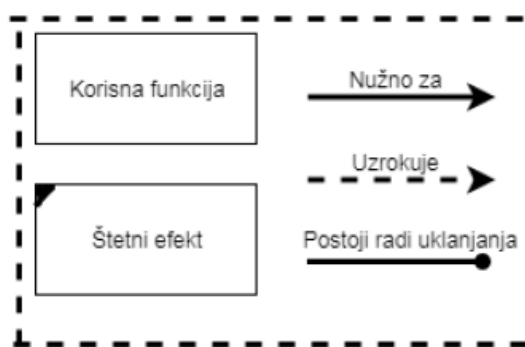 Korisna funkcija
Nužno za
Uzrokuje
Štetni efekt
Postoji radi uklanjanja